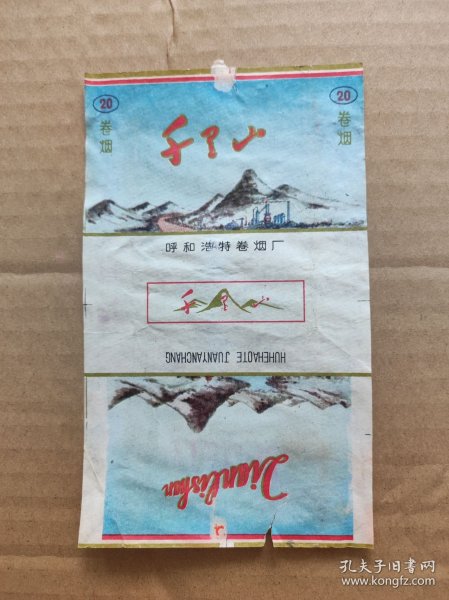 20 20
卷烟 卷烟
千里山
呼和浩特卷烟厂
千里山
HUHEHAOTE JUANYANCHANG
Qianlishan
孔夫子旧书网
www.kongfz.com